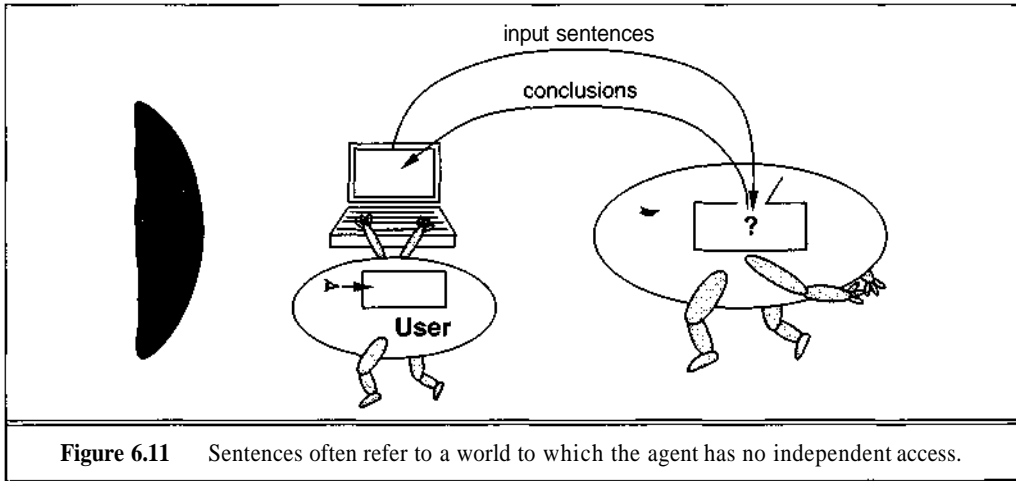 input sentences
conclusions
?
User
Figure 6.11 Sentences often refer to a world to which the agent has no independent access.